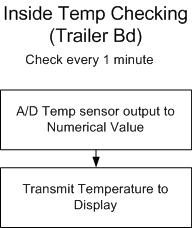 Inside Temp Checking
(Trailer Bd)
Check every 1 minute
A/D Temp sensor output to
Numerical Value
Transmit Temperature to
Display